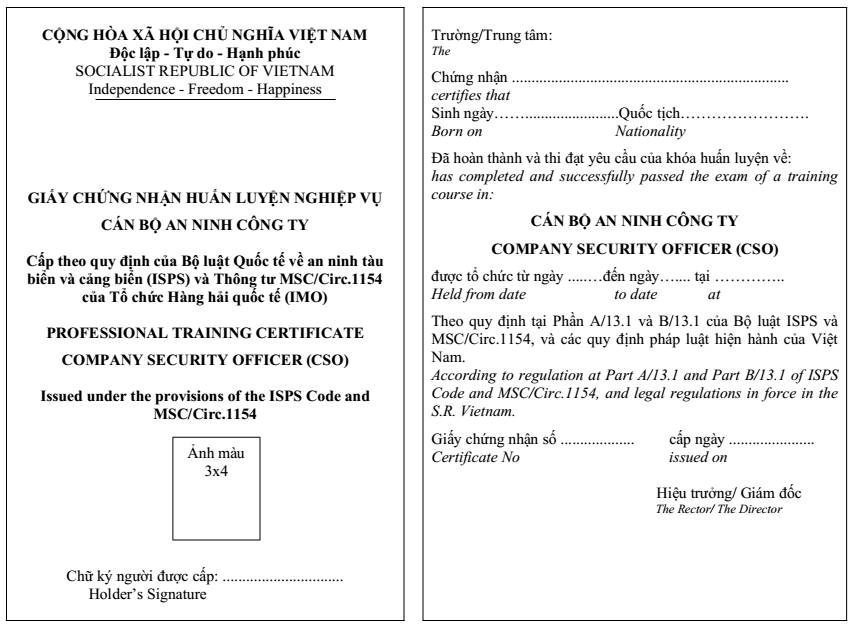 CỘNG HÒA XÃ HỘI CHỦ NGHĨA VIỆT NAM
Độc lập - Tự do - Hạnh phúc
SOCIALIST REPUBLIC OF VIETNAM
Independence - Freedom - Happiness
GIẤY CHỨNG NHẬN HUẤN LUYỆN NGHIỆP VỤ
CÁN BỘ AN NINH CÔNG TY
Cấp theo quy định của Bộ luật Quốc tế về an ninh tàu
biển và cảng biển (ISPS) và Thông tư MSC/Circ.1154
của Tổ chức Hàng hải quốc tế (IMO)
PROFESSIONAL TRAINING CERTIFICATE
COMPANY SECURITY OFFICER (CSO)
Issued under the provisions of the ISPS Code and
MSC/Circ.1154
Ảnh màu
3x4
Chữ ký người được cấp: ...............................
Holder's Signature
Trường/Trung tâm:
The
Chứng nhận .......................................................................
certifies that
Sinh ngày……........................Quốc tịch…………………….
Born on Nationality
Đã hoàn thành và thi đạt yêu cầu của khóa huấn luyện về:
has completed and successfully passed the exam of a training
course in:
CÁN BỘ AN NINH CÔNG TY
COMPANY SECURITY OFFICER (CSO)
được tổ chức từ ngày .....…đến ngày…..... tại …………..
Held from date to date at
Theo quy định tại Phần A/13.1 và B/13.1 của Bộ luật ISPS và
MSC/Circ.1154, và các quy định pháp luật hiện hành của Việt
Nam.
According to regulation at Part A/13.1 and Part B/13.1 of ISPS
Code and MSC/Circ.1154, and legal regulations in force in the
S.R. Vietnam.
Giấy chứng nhận số ................... cấp ngày ......................
Certificate No issued on
Hiệu trưởng/ Giám đốc
The Rector/ The Director